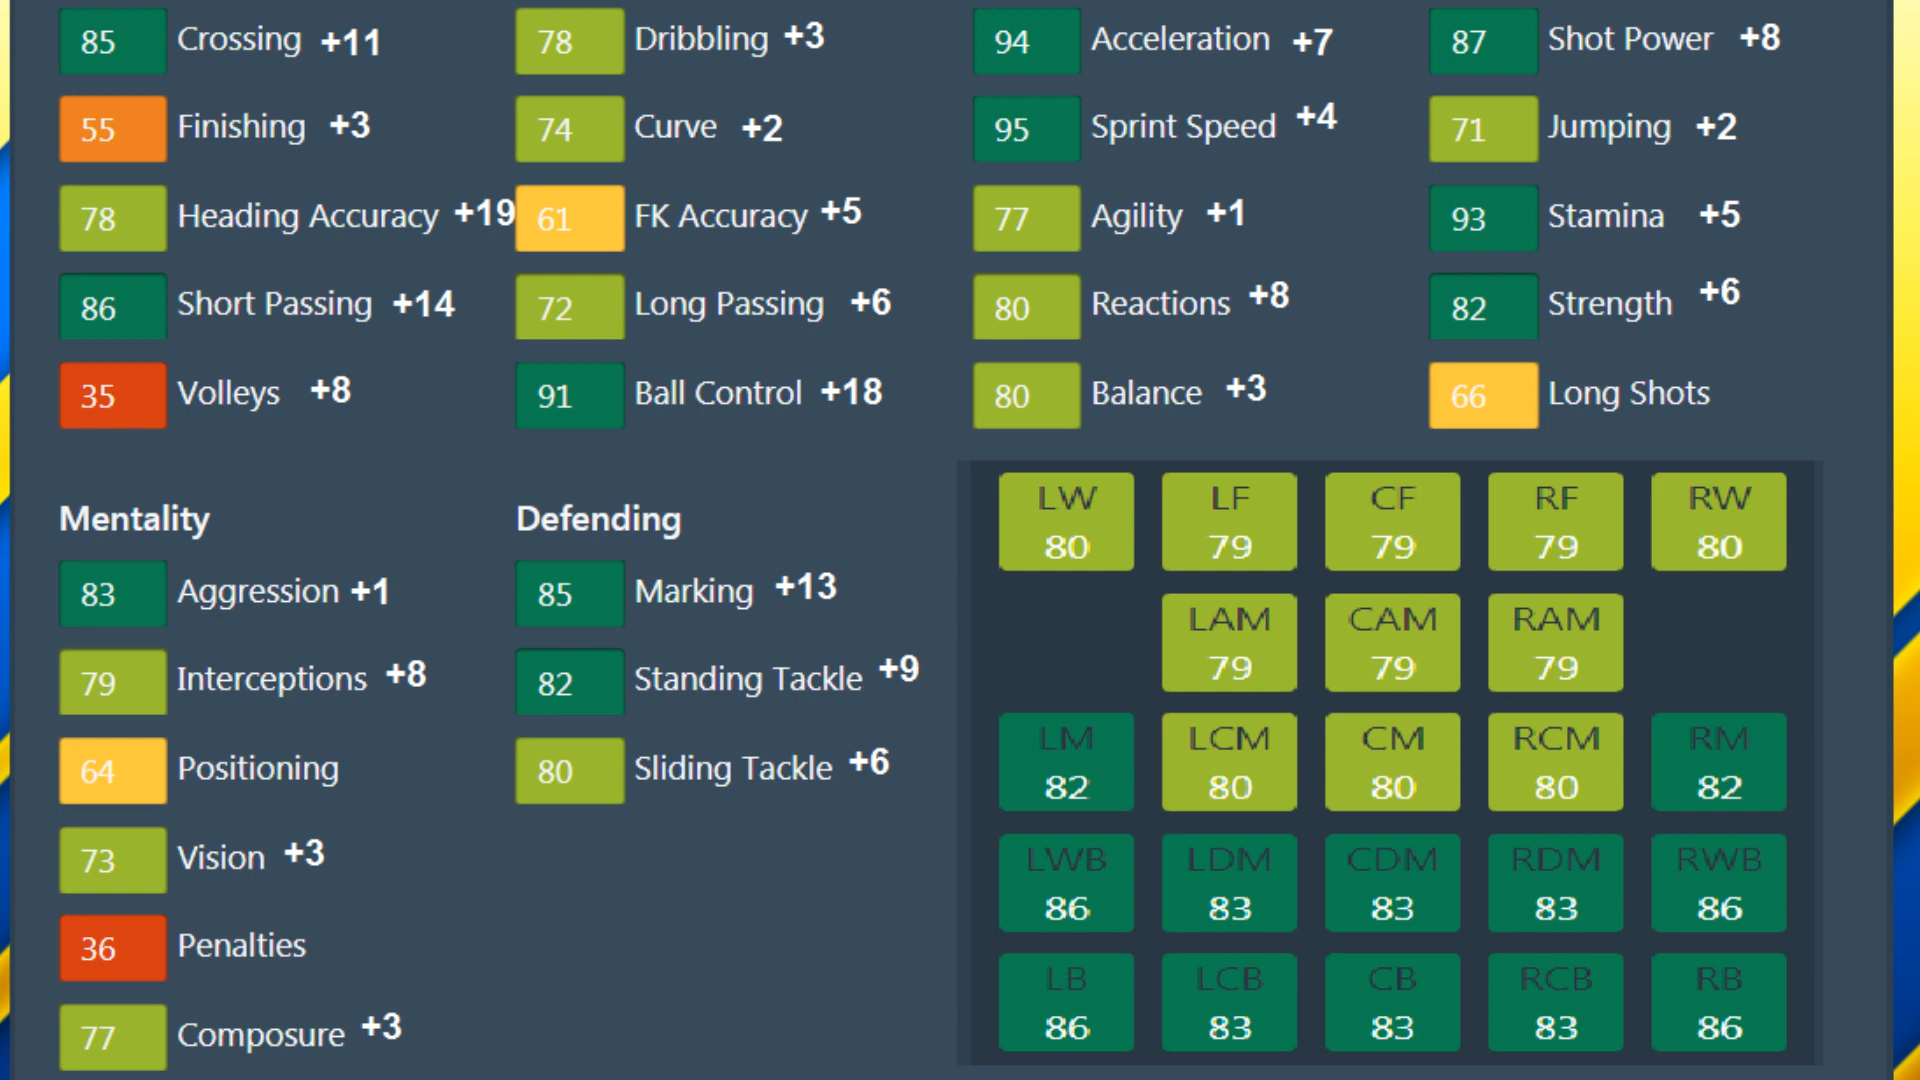 85 Crossing +11
55 Finishing +3
78 Heading Accuracy +19
86 Short Passing +14
35 Volleys +8
78 Dribbling +3
74 Curve +2
61 FK Accuracy +5
72 Long Passing +6
91 Ball Control +18
94 Acceleration +7
95 Sprint Speed +4
77 Agility +1
80 Reactions +8
80 Balance +3
87 Shot Power +8
71 Jumping +2
93 Stamina +5
82 Strength +6
66 Long Shots
Mentality
83 Aggression +1
79 Interceptions +8
64 Positioning
73 Vision +3
36 Penalties
77 Composure +3
Defending
85 Marking +13
82 Standing Tackle +9
80 Sliding Tackle +6
LW LF CF RF RW
80 79 79 79 80
LAM CAM RAM
79 79 79
LM LCM CM RCM RM
82 80 80 80 82
LWB LDM CDM RDM RWB
86 83 83 83 86
LB LCB CB RCB RB
86 83 83 83 86